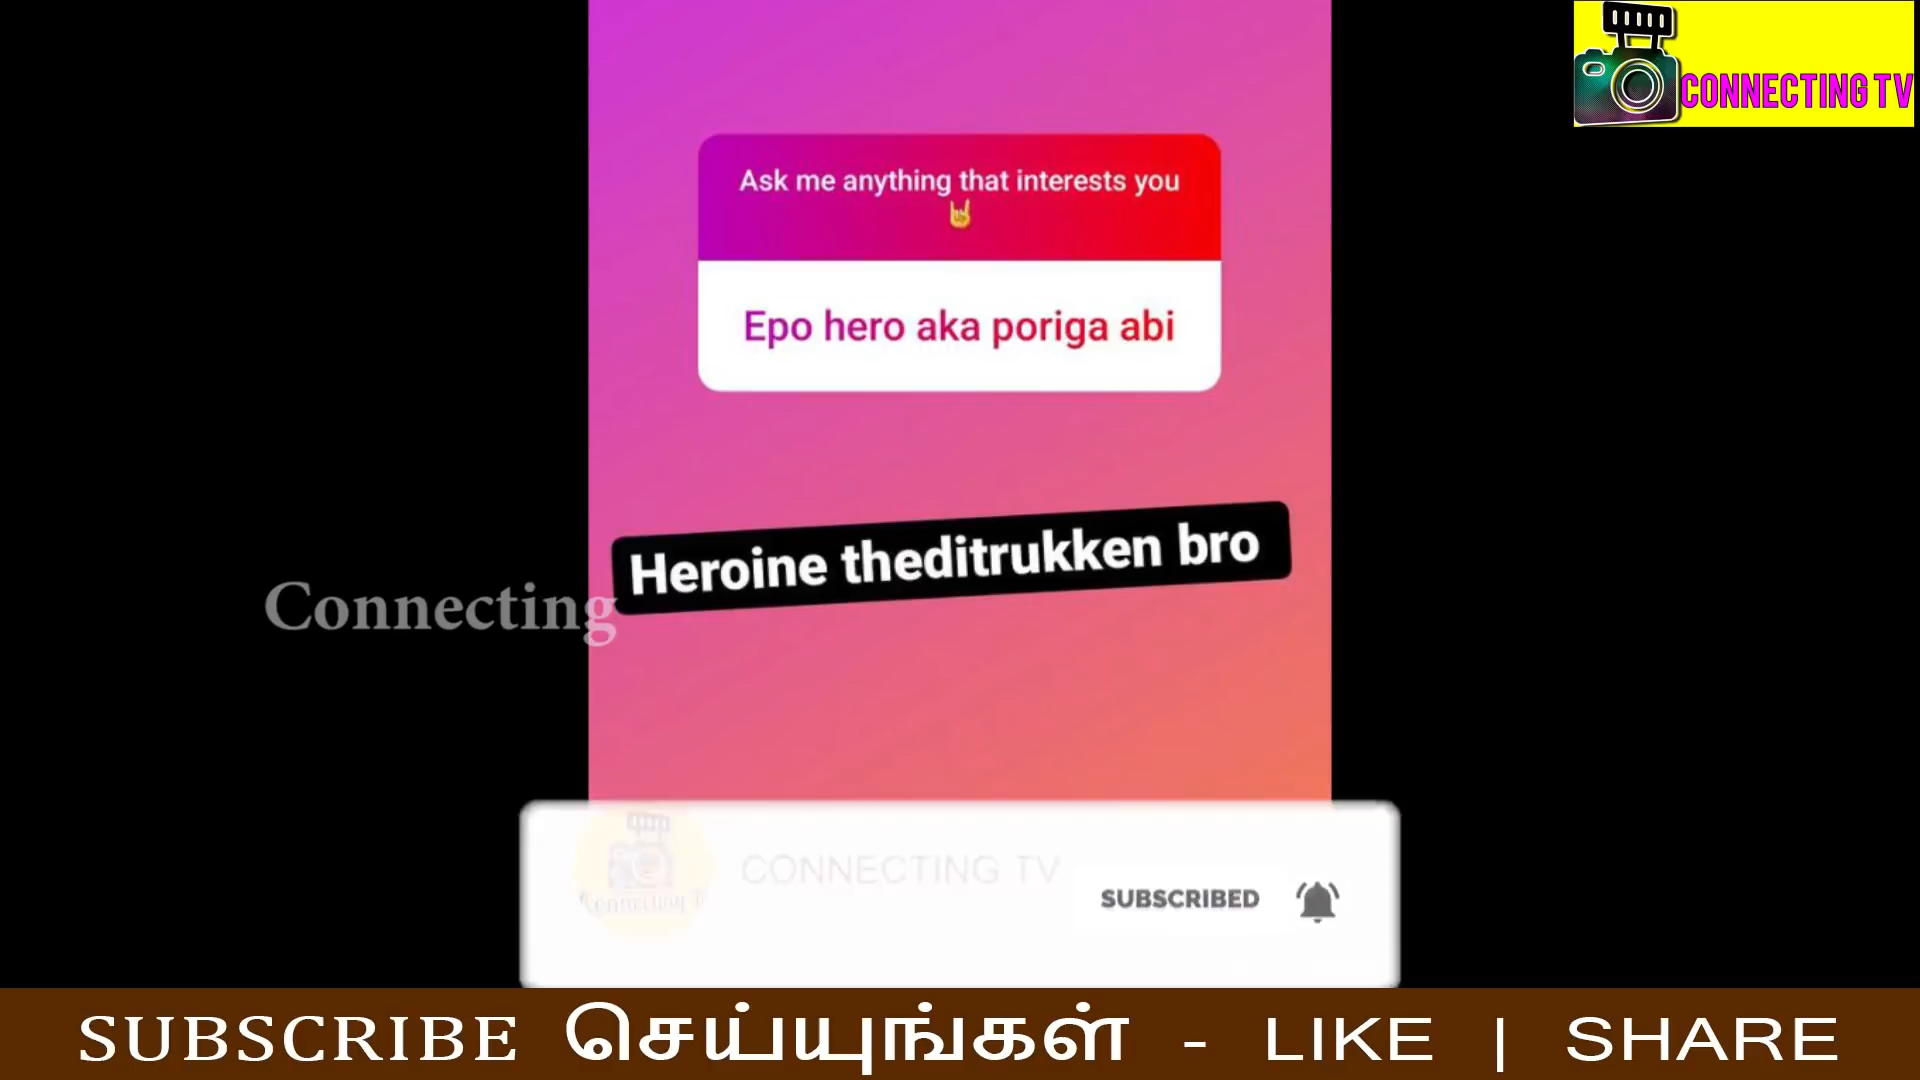 CONNECTING TV
Ask me anything that interests you
🤘
Epo hero aka poriga abi
Heroine theditrukken bro
Connecting
CONNECTING TV
SUBSCRIBED
SUBSCRIBE செய்யுங்கள் - LIKE | SHARE